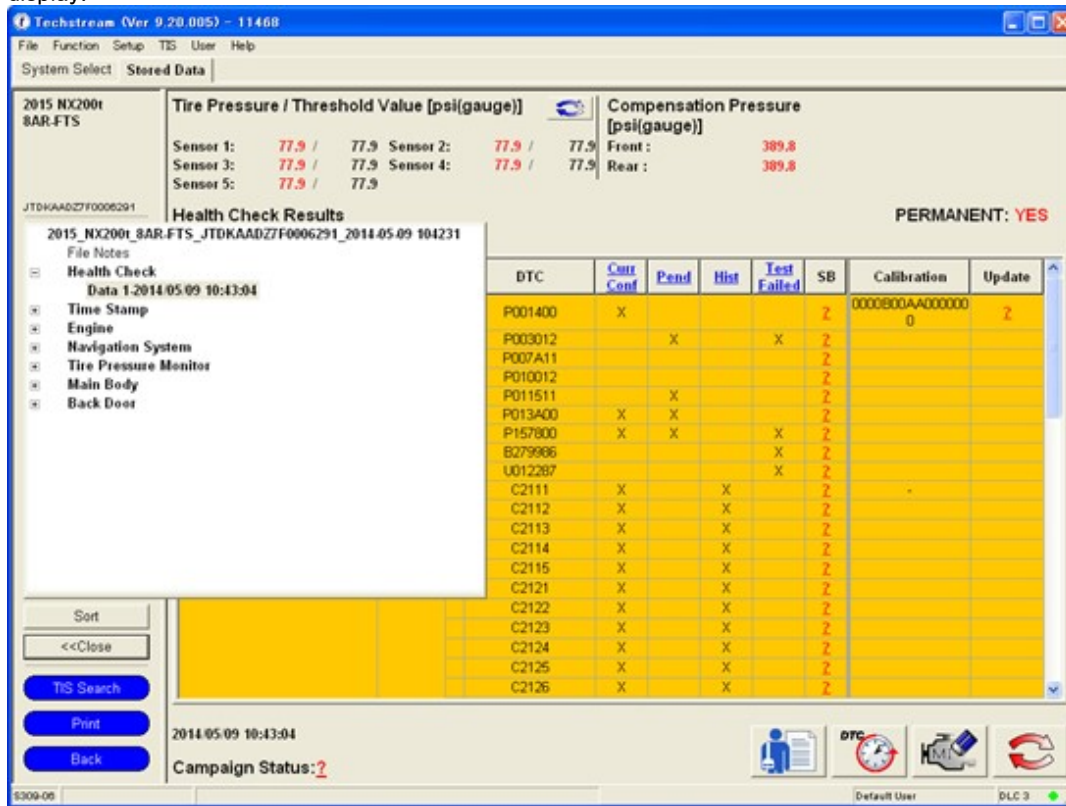 display.
Techstream (Ver 9.20.005) - 11468
File Function Setup TIS User Help
System Select Stored Data
2015 NX200t
8AR-FTS
JTDKAADZ7F0006291
Tire Pressure / Threshold Value [psi(gauge)]
Sensor 1: 77.9 / 77.9 Sensor 2: 77.9 / 77.9
Sensor 3: 77.9 / 77.9 Sensor 4: 77.9 / 77.9
Sensor 5: 77.9 / 77.9
Compensation Pressure
[psi(gauge)]
Front : 389.8
Rear : 389.8
Health Check Results
PERMANENT: YES
2015_NX200t_8AR-FTS_JTDKAADZ7F0006291_2014-05-09 104231
File Notes
Health Check
Data 1-2014/05/09 10:43:04
Time Stamp
Engine
Navigation System
Tire Pressure Monitor
Main Body
Back Door
DTC Curr Conf Pend Hist Test Failed SB Calibration Update
P001400 X ? 0000B00AA000000 ?
0
P003012 X X ?
P007A11 ?
P010012 ?
P011511 X ?
P013A00 X X ?
P157800 X X X ?
B279986 X ?
U012287 X ?
C2111 X X ? -
C2112 X X ?
C2113 X X ?
C2114 X X ?
C2115 X X ?
C2121 X X ?
C2122 X X ?
C2123 X X ?
C2124 X X ?
C2125 X X ?
C2126 X X ?
Sort
<<Close
TIS Search
Print
Back
2014/05/09 10:43:04
Campaign Status:?
DTC
MI
S309-06
Default User
DLC 3